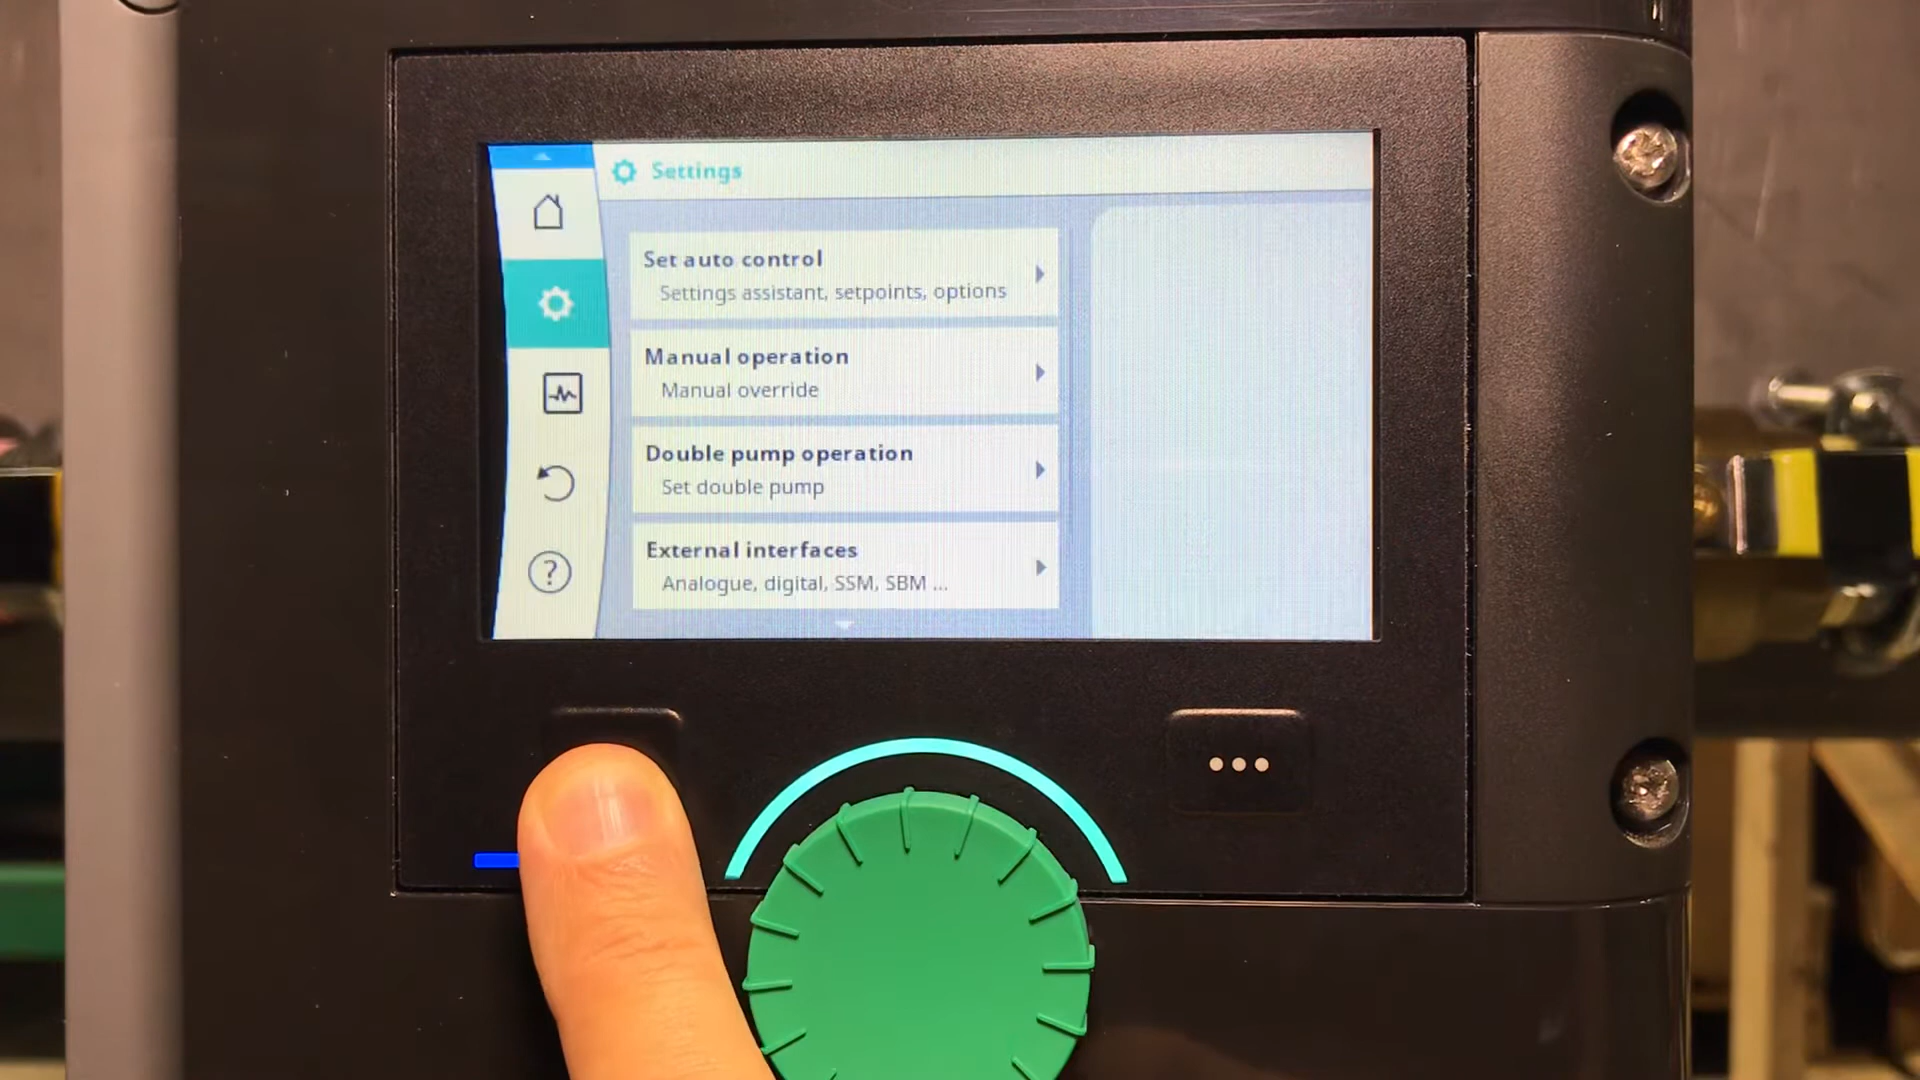 Settings
Set auto control
Settings assistant, setpoints, options
Manual operation
Manual override
Double pump operation
Set double pump
External interfaces
Analogue, digital, SSM, SBM ...
?